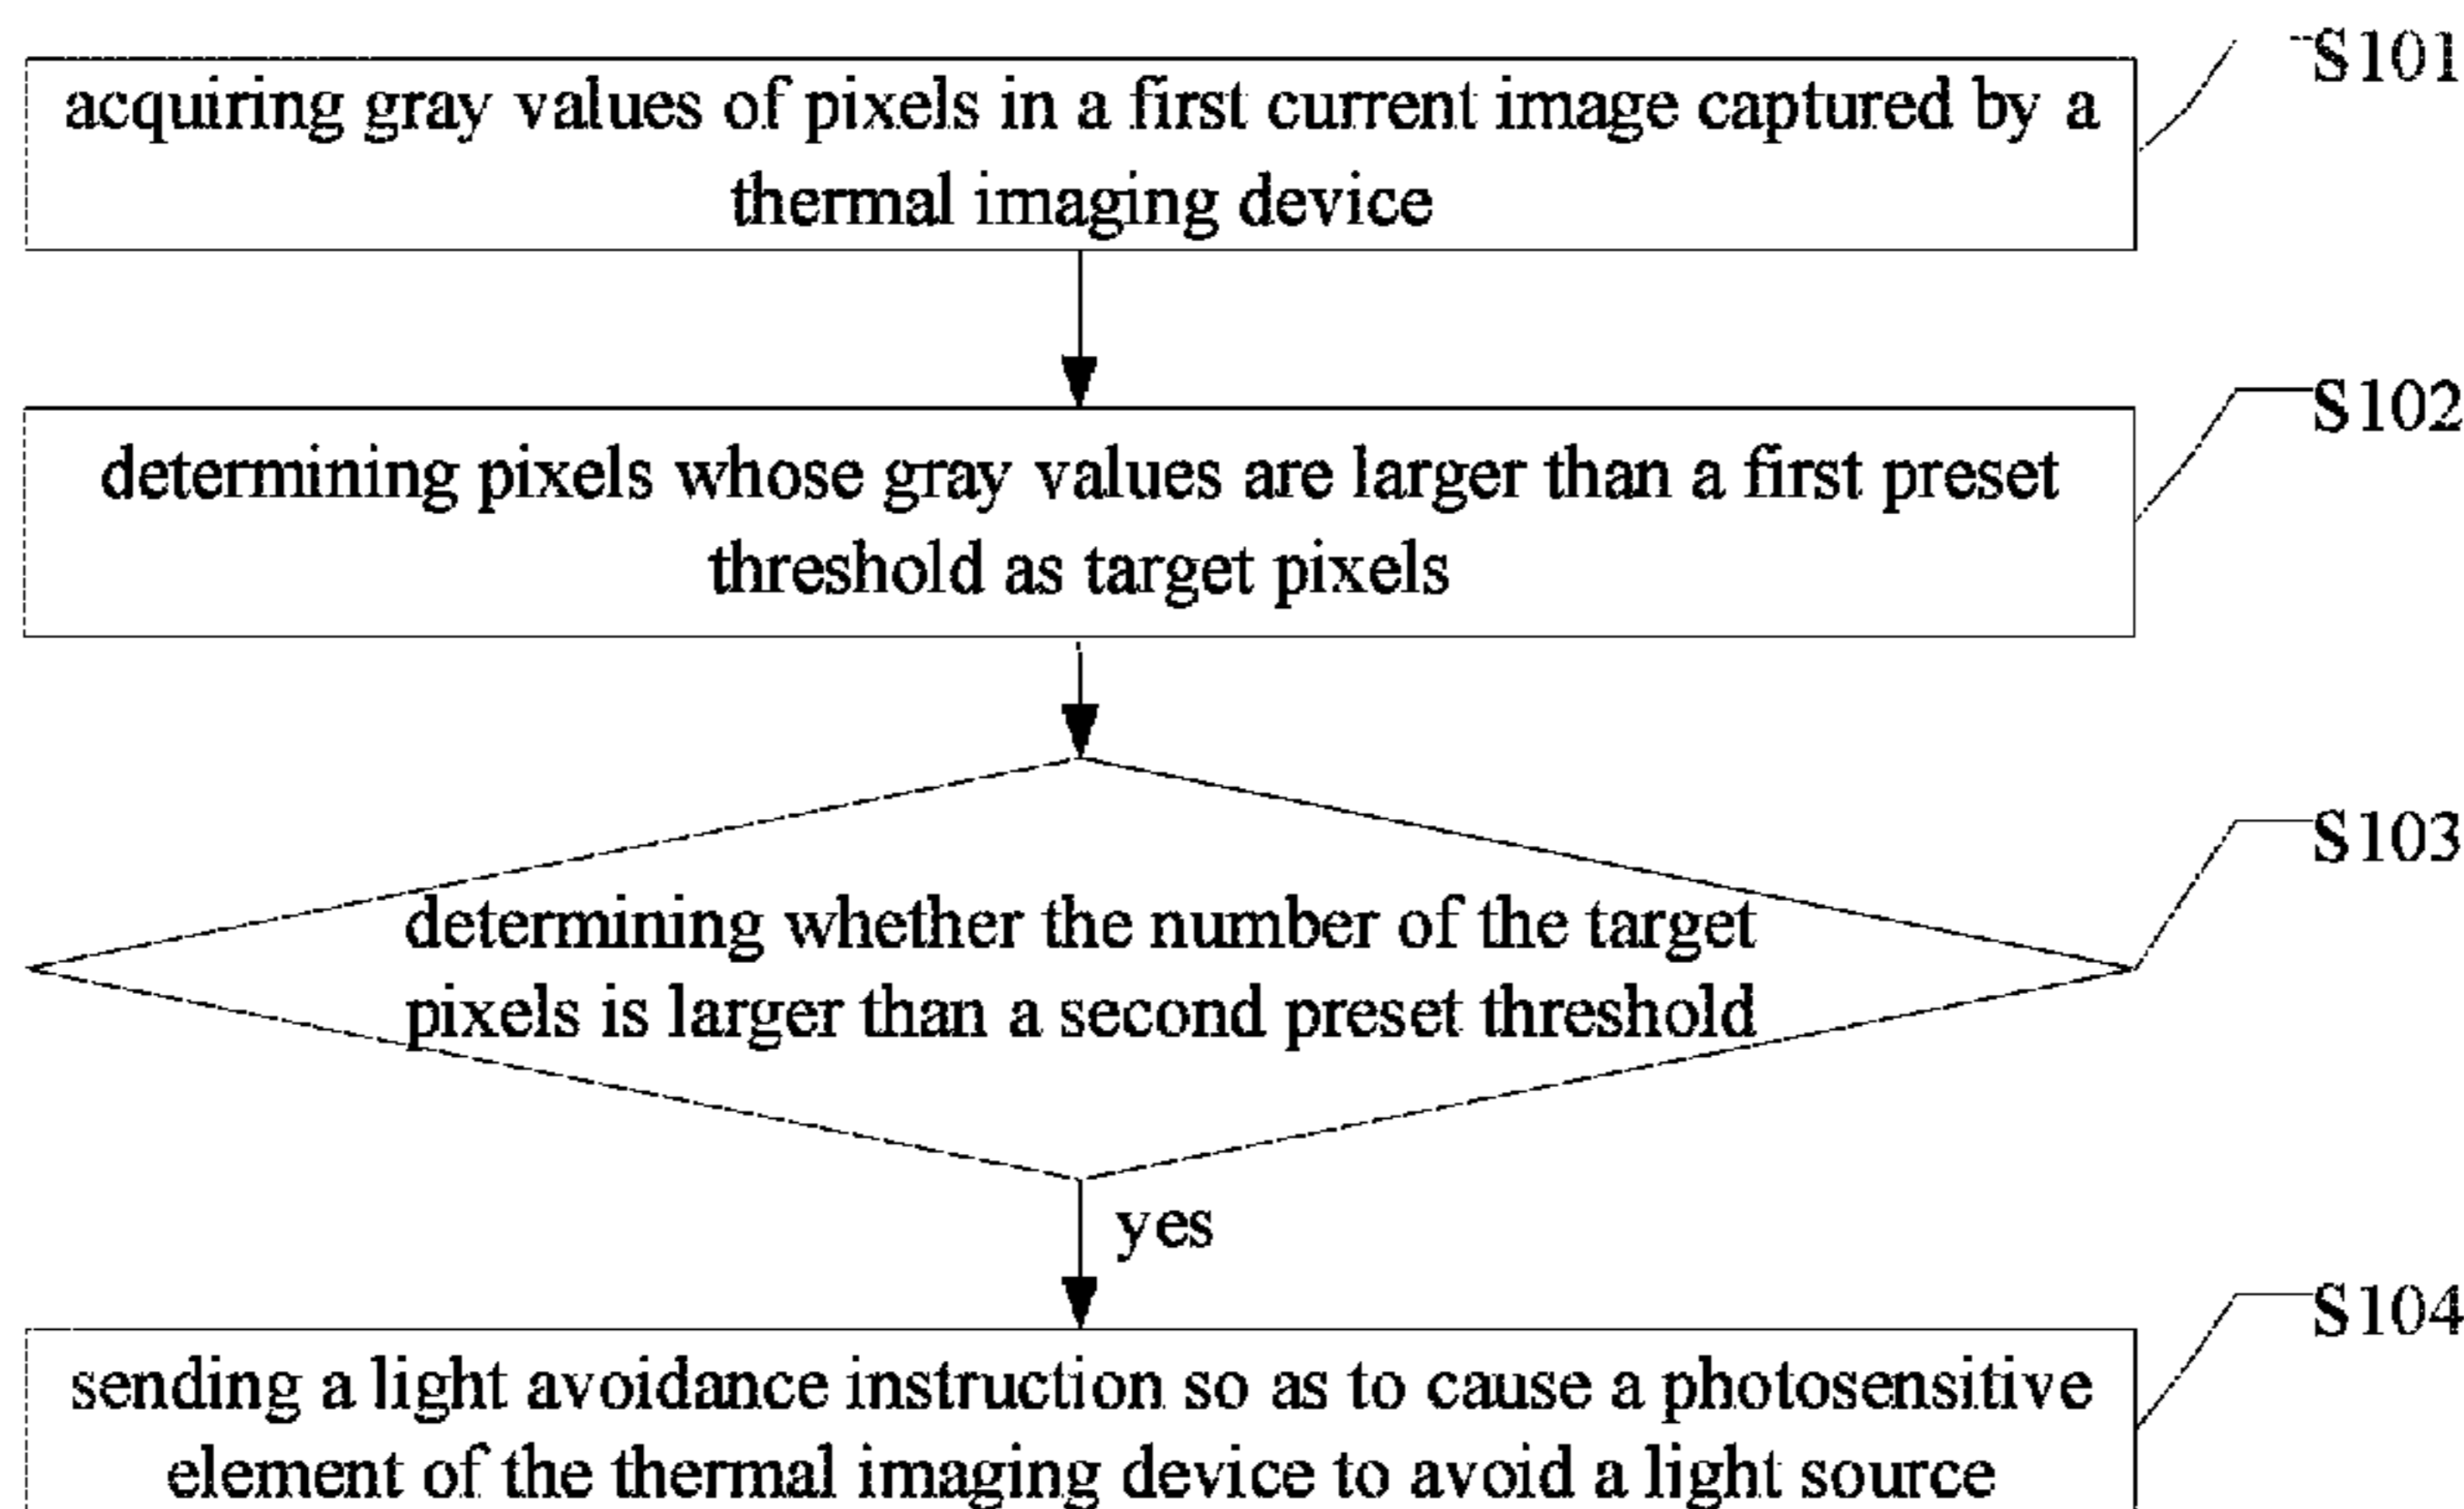 S101
acquiring gray values of pixels in a first current image captured by a
thermal imaging device
S102
determining pixels whose gray values are larger than a first preset
threshold as target pixels
S103
determining whether the number of the target
pixels is larger than a second preset threshold
yes
S104
sending a light avoidance instruction so as to cause a photosensitive
element of the thermal imaging device to avoid a light source